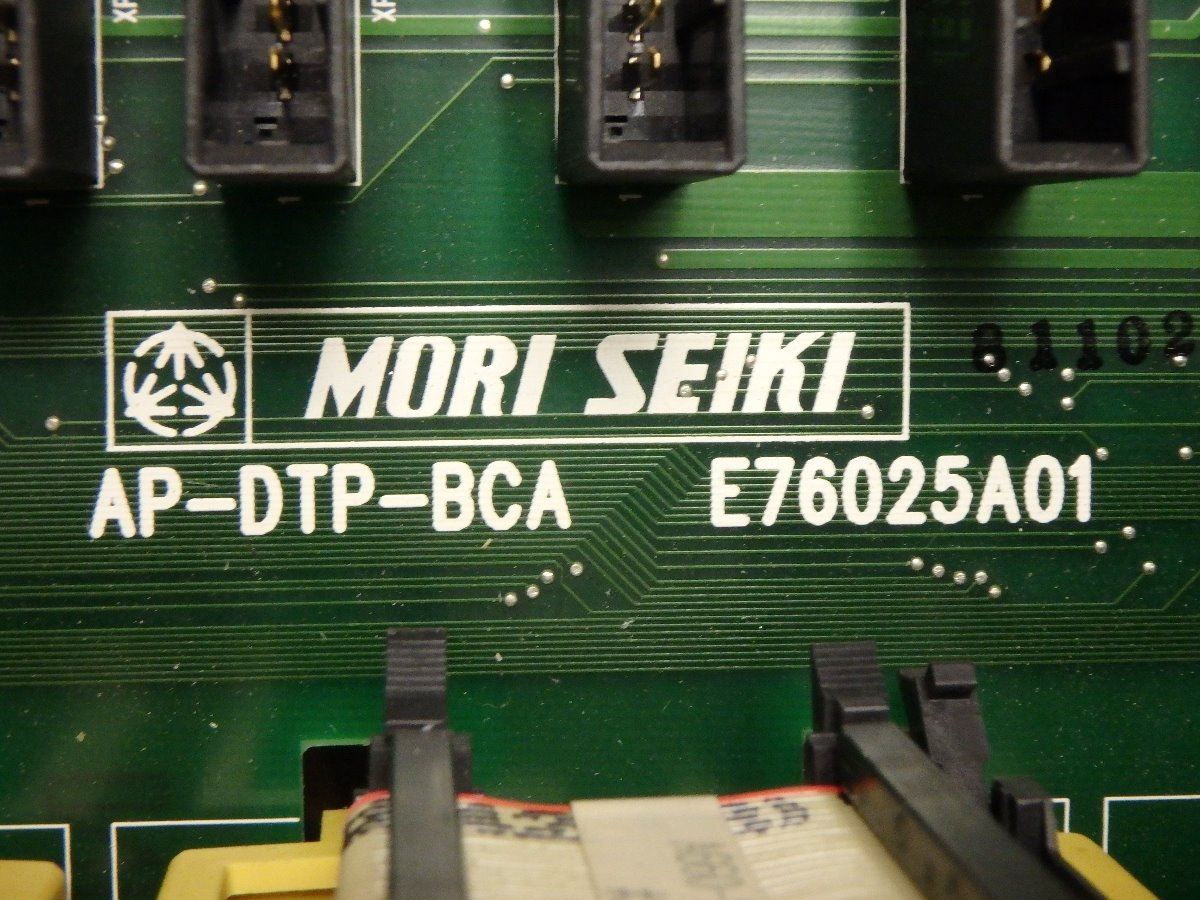 MORI SEIKI
81102
AP-DTP-BCA E76025A01